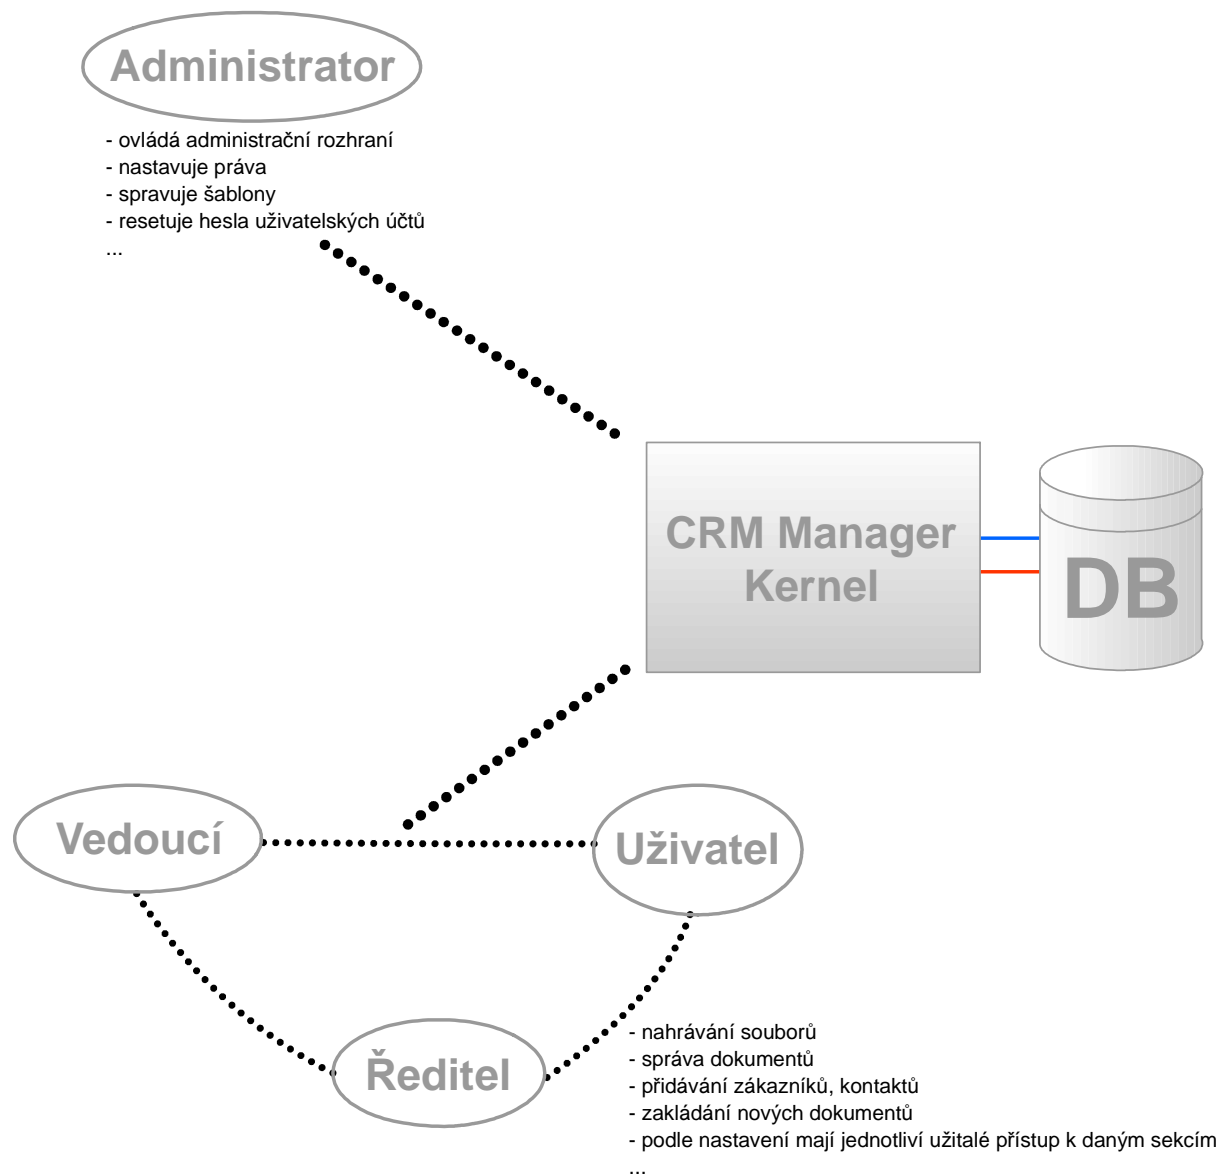 Administrator
- ovládá administrační rozhraní
- nastavuje práva
- spravuje šablony
- resetuje hesla uživatelských účtů
...
CRM Manager
Kernel
DB
Vedoucí
Uživatel
Ředitel
- nahrávání souborů
- správa dokumentů
- přidávání zákazníků, kontaktů
- zakládání nových dokumentů
- podle nastavení mají jednotliví užitalé přístup k daným sekcím
...